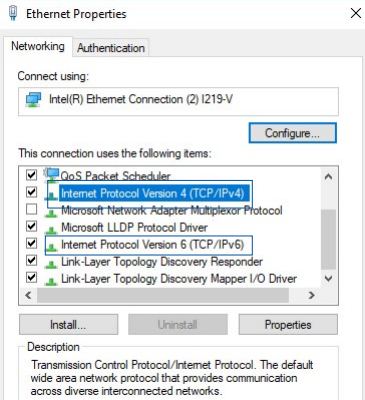 Ethernet Properties
Networking Authentication
Connect using:
Intel(R) Ethernet Connection (2) I219-V
Configure...
This connection uses the following items:
QoS Packet Scheduler
Internet Protocol Version 4 (TCP/IPv4)
Microsoft Network Adapter Multiplexor Protocol
Microsoft LLDP Protocol Driver
Internet Protocol Version 6 (TCP/IPv6)
Link-Layer Topology Discovery Responder
Link-Layer Topology Discovery Mapper I/O Driver
Install... Uninstall Properties
Description
Transmission Control Protocol/Internet Protocol. The default
wide area network protocol that provides communication
across diverse interconnected networks.